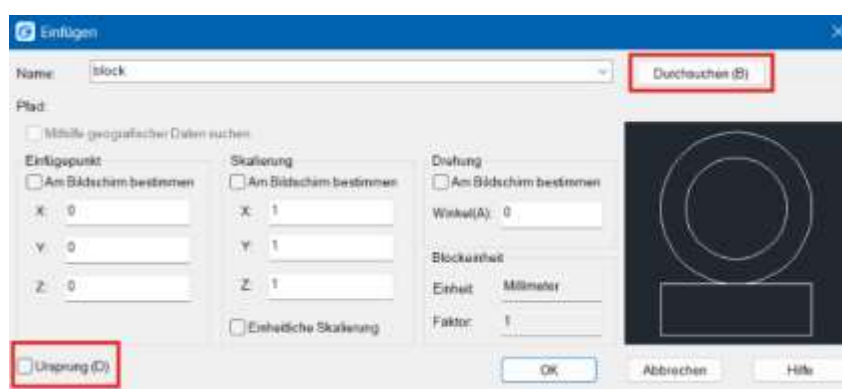 Einfügen
Name: block Durchsuchen (B)
Pfad:
Mithilfe geografischer Daten suchen
Einfügepunkt Skalierung Drehung
Am Bildschirm bestimmen Am Bildschirm bestimmen Am Bildschirm bestimmen
X: 0 X: 1 Winkel(A): 0
Y: 0 Y: 1
Blockeinheit
Z: 0 Z: 1 Einheit: Millimeter
Einheitliche Skalierung Faktor: 1
Ursprung (D) OK Abbrechen Hilfe